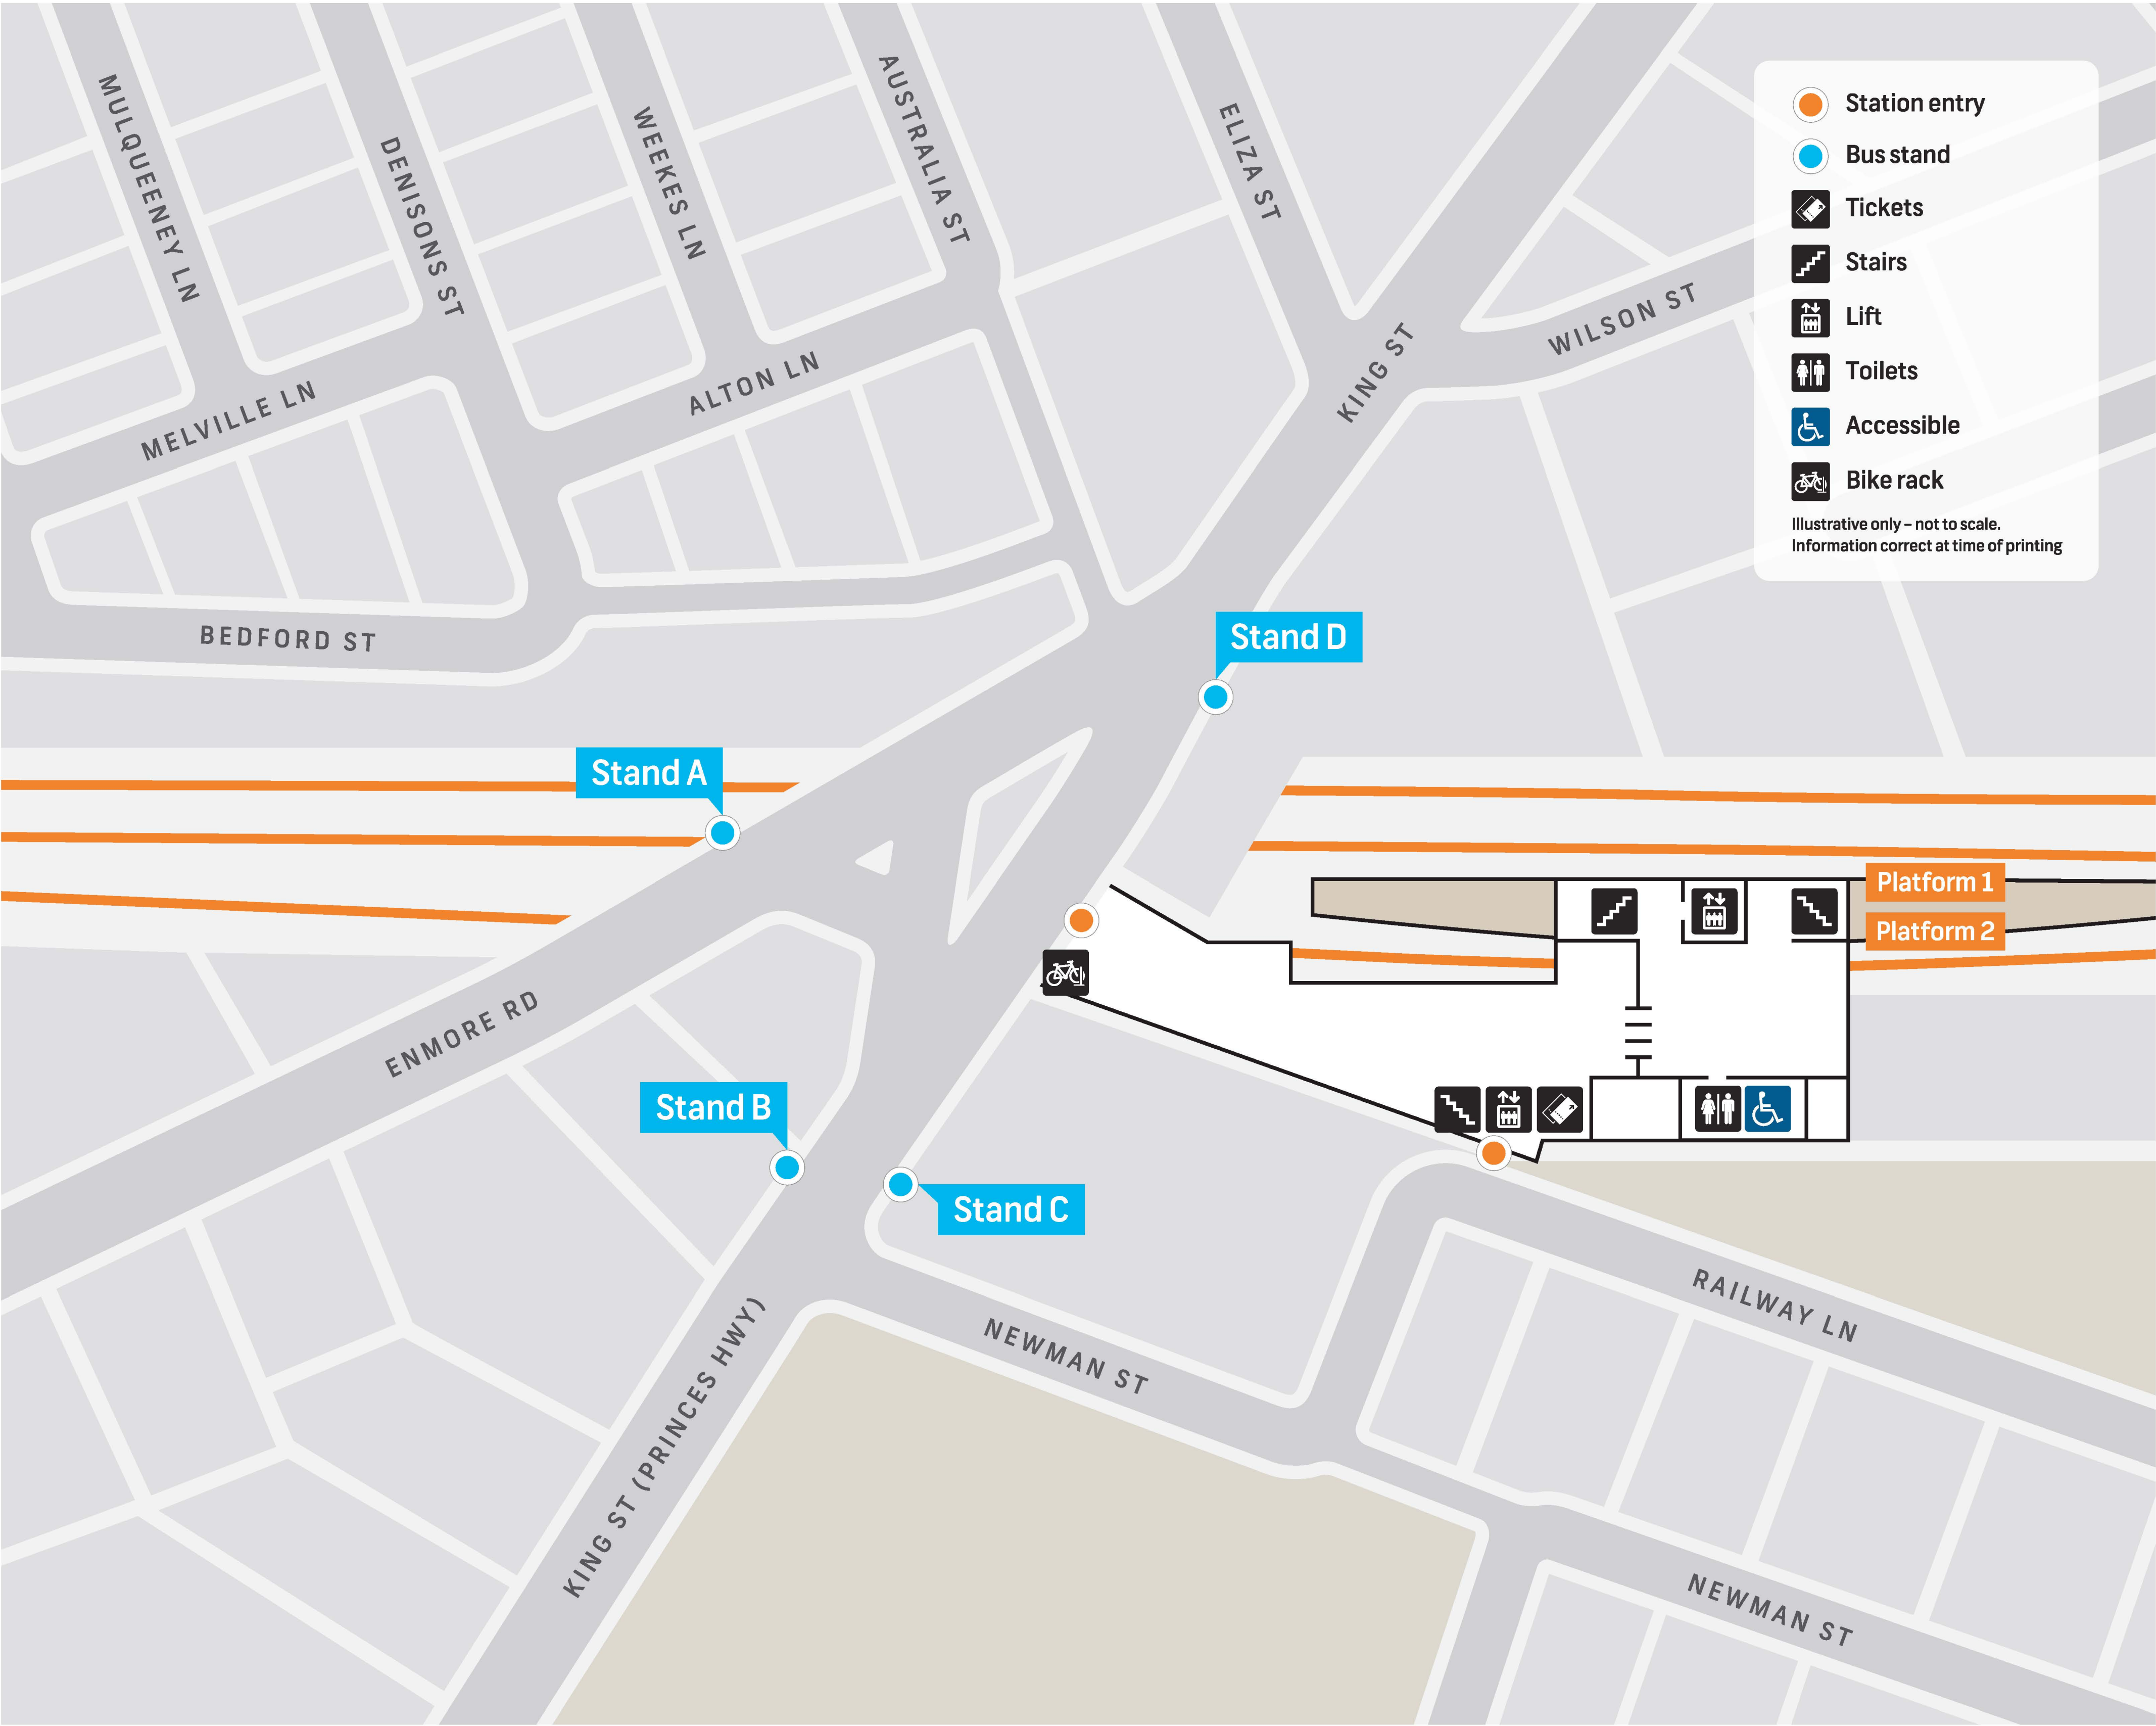 MULQUEENEY LN
DENISONS ST
WEEKES LN
AUSTRALIA ST
ELIZA ST
KING ST
WILSON ST
Station entry
Bus stand
Tickets
Stairs
Lift
Toilets
Accessible
Bike rack
Illustrative only – not to scale.
Information correct at time of printing
MELVILLE LN
ALTON LN
BEDFORD ST
Stand D
Stand A
Platform 1
Platform 2
ENMORE RD
Stand B
Stand C
RAILWAY LN
NEWMAN ST
KING ST (PRINCES HWY)
NEWMAN ST